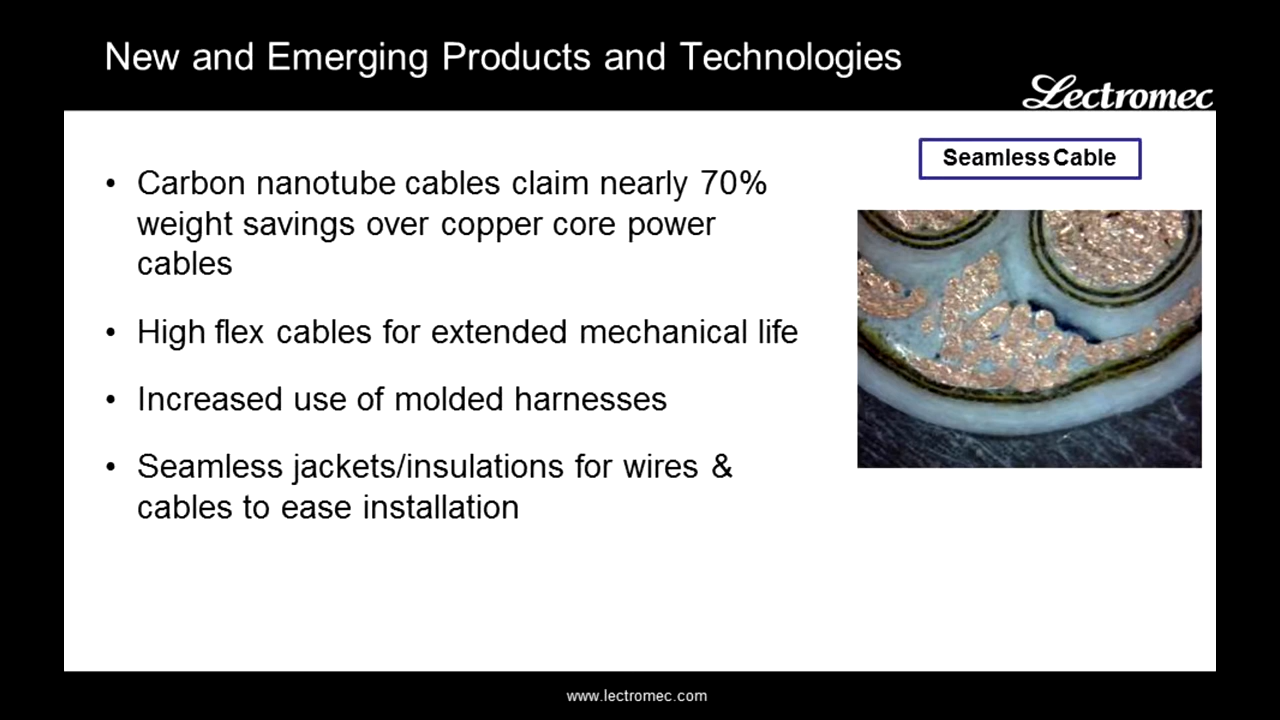 New and Emerging Products and Technologies
Lectromec
Seamless Cable
• Carbon nanotube cables claim nearly 70%
weight savings over copper core power
cables
• High flex cables for extended mechanical life
• Increased use of molded harnesses
• Seamless jackets/insulations for wires &
cables to ease installation
www.lectromec.com